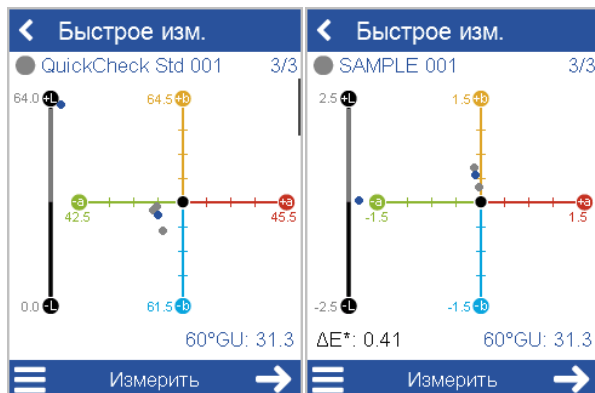 Быстрое изм.
QuickCheck Std 001 3/3
64.0 +L
64.5 +b
-a
42.5
+a
45.5
0.0 -L
61.5 -b
60°GU: 31.3
Измерить
Быстрое изм.
SAMPLE 001 3/3
2.5 +L
1.5 +b
-a
-1.5
+a
1.5
-2.5 -L
-1.5 -b
ΔE*: 0.41 60°GU: 31.3
Измерить